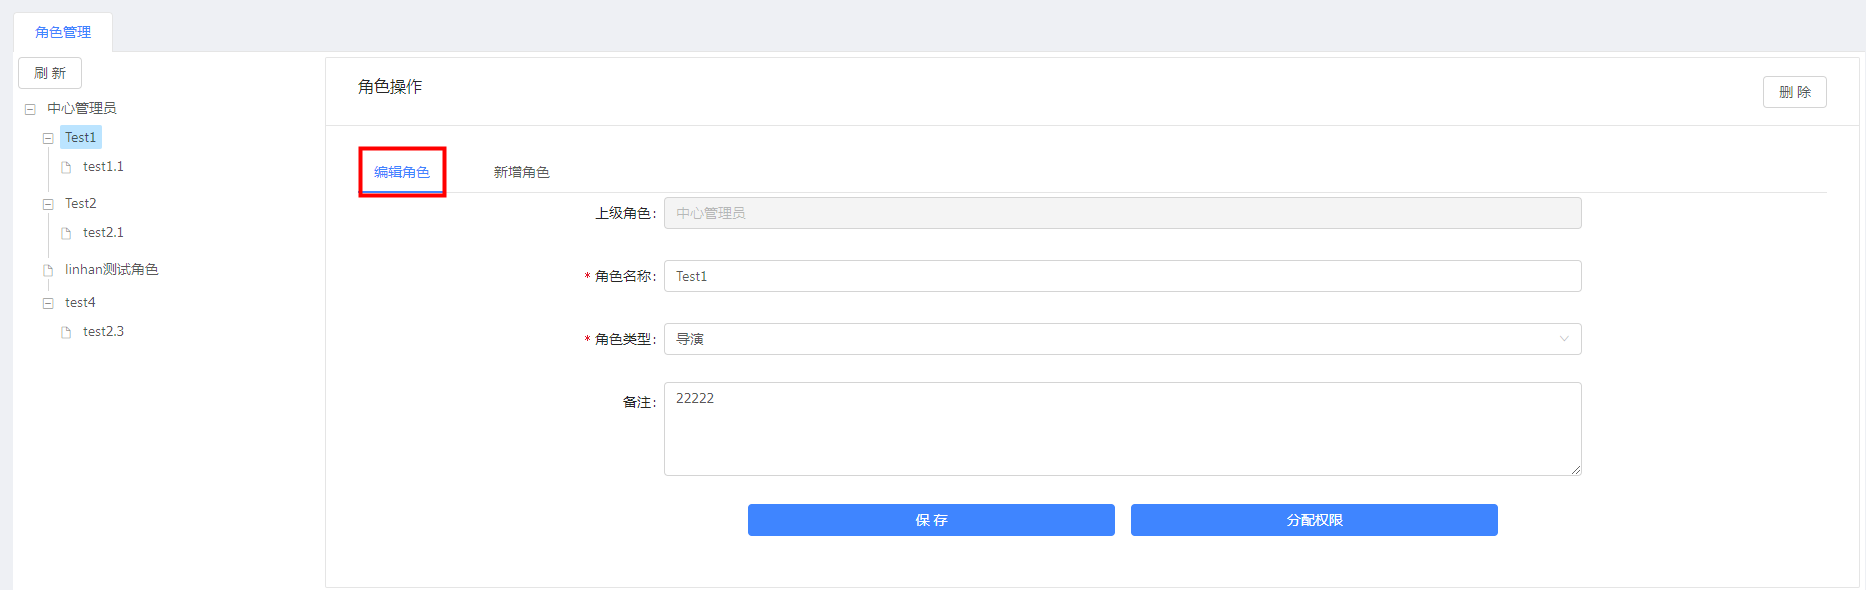 角色管理
刷 新
中心管理员
Test1
test1.1
Test2
test2.1
linhan测试角色
test4
test2.3
角色操作
删 除
编辑角色
新增角色
上级角色: 中心管理员
* 角色名称: Test1
* 角色类型: 导演
备注: 22222
保 存
分配权限